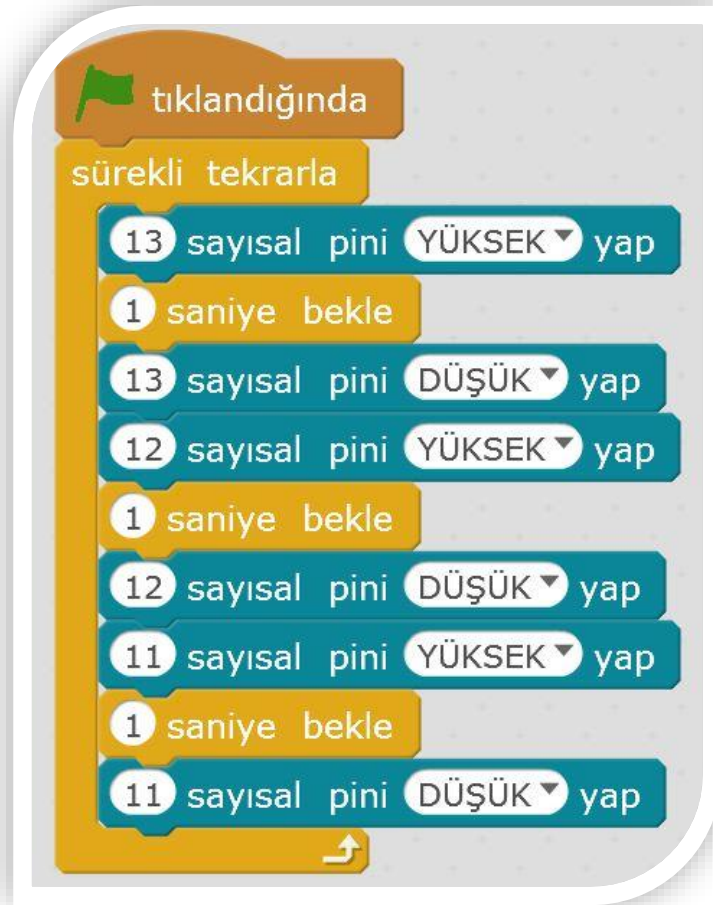 tıklandığında
sürekli tekrarla
13 sayısal pini YÜKSEK yap
1 saniye bekle
13 sayısal pini DÜŞÜK yap
12 sayısal pini YÜKSEK yap
1 saniye bekle
12 sayısal pini DÜŞÜK yap
11 sayısal pini YÜKSEK yap
1 saniye bekle
11 sayısal pini DÜŞÜK yap